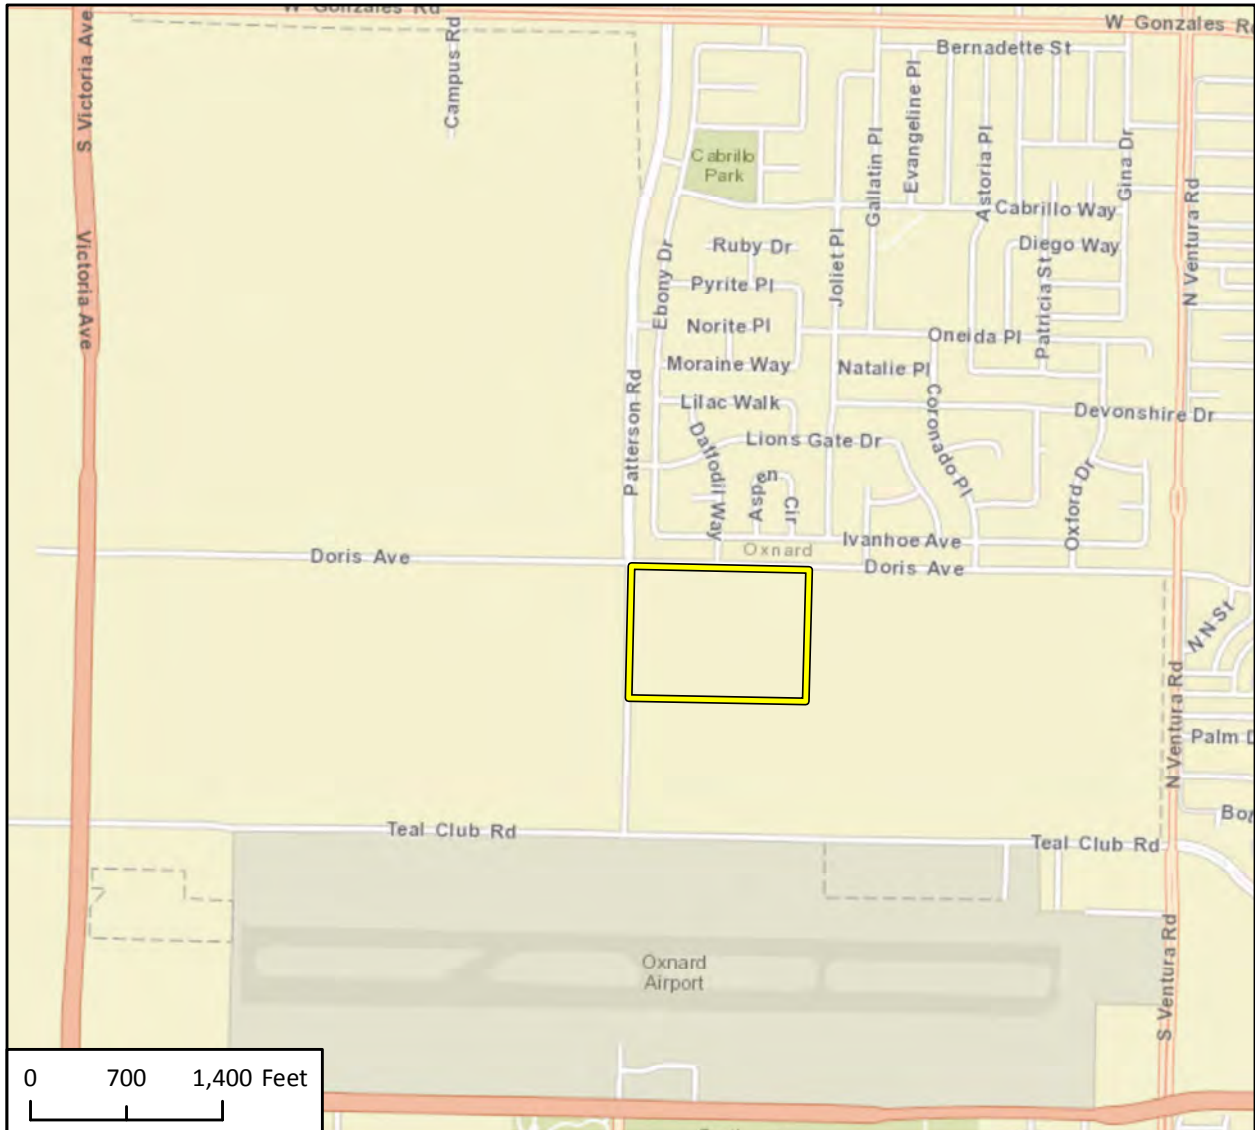 W Gonzales Rd
W Gonzales Rd
S Victoria Ave
Campus Rd
Bernadette St
Evangeline Pl
Cabrillo
Park
Gallatin Pl
Astoria Pl
Gina Dr
Cabrillo Way
N Ventura Rd
Victoria Ave
Ruby Dr
Diego Way
Ebony Dr
Joliet Pl
Pyrite Pl
Patricia St
Norite Pl
Oneida Pl
Moraine Way
Natalie Pl
Patterson Rd
Lilac Walk
Coronado Pl
Devonshire Dr
Daffodil Way
Lions Gate Dr
Aspen
Cir
Oxford Dr
Ivanhoe Ave
Oxnard
Doris Ave
Doris Ave
N N St
N Ventura Rd
Palm D
Bo
Teal Club Rd
Teal Club Rd
Oxnard
Airport
S Ventura Rd
0 700 1,400 Feet